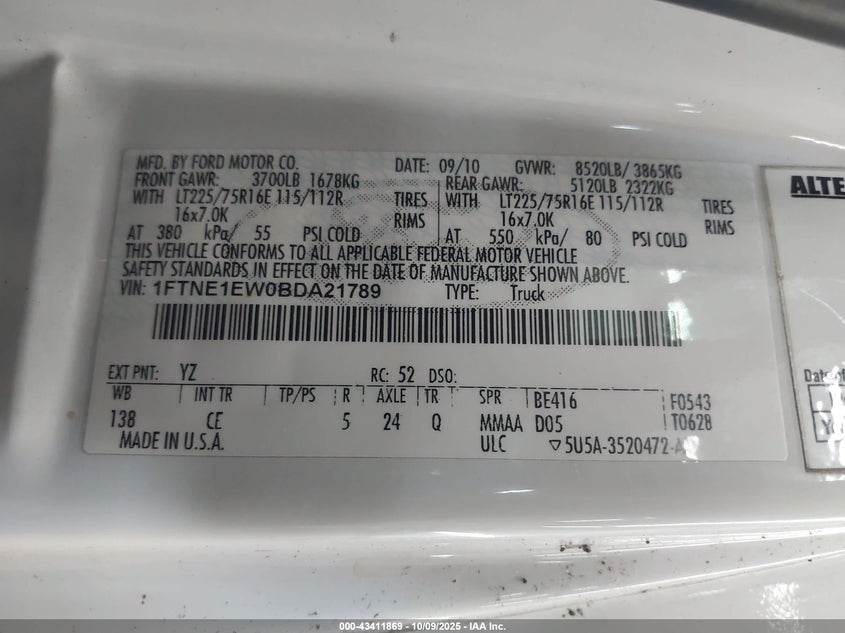 MFD. BY FORD MOTOR CO. DATE: 09/10 GVWR: 8520LB/ 3865KG
FRONT GAWR: 3700LB 1678KG REAR GAWR: 5120LB 2322KG
WITH LT225/75R16E 115/112R TIRES WITH LT225/75R16E 115/112R TIRES
16x7.0K RIMS 16x7.0K RIMS
AT 380 kPa/ 55 PSI COLD AT 550 kPa/ 80 PSI COLD
THIS VEHICLE CONFORMS TO ALL APPLICABLE FEDERAL MOTOR VEHICLE
SAFETY STANDARDS IN EFFECT ON THE DATE OF MANUFACTURE SHOWN ABOVE.
VIN: 1FTNE1EW0BDA21789 TYPE: Truck
EXT PNT: YZ RC: 52 DSO:
WB INT TR TP/PS R AXLE TR SPR BE416 F0543
138 CE 5 24 Q MMAA D05 T0628
MADE IN U.S.A. ULC 5U5A-3520472-A
ALTE
000-43411869 | 10/09/2025 - IAA Inc.